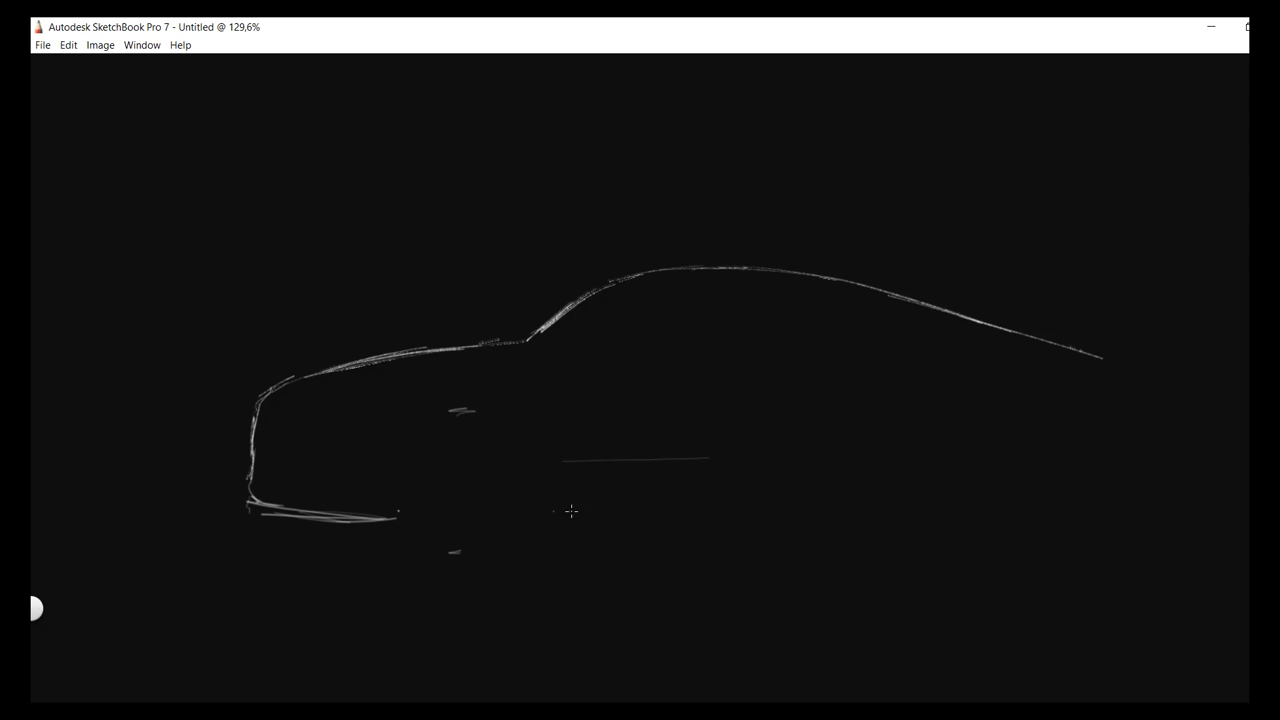 Autodesk SketchBook Pro 7 - Untitled @ 129,6%
File Edit Image Window Help